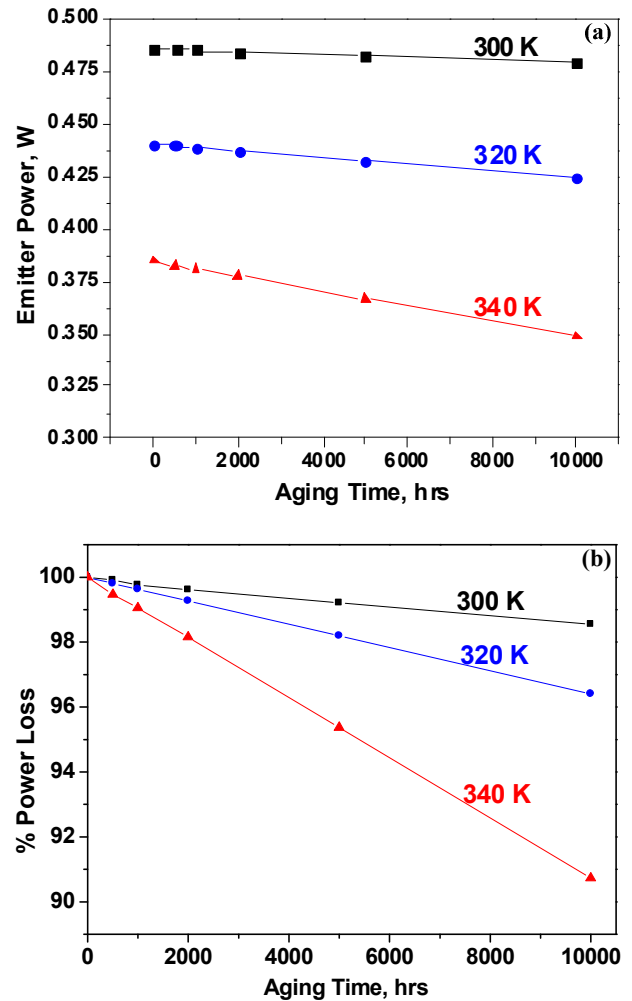 (a)
0.500
0.475
0.450
0.425
0.400
0.375
0.350
0.325
0.300
Emitter Power, W
300 K
320 K
340 K
0 2000 4000 6000 8000 10000
Aging Time, hrs
(b)
100
98
96
94
92
90
% Power Loss
300 K
320 K
340 K
0 2000 4000 6000 8000 10000
Aging Time, hrs